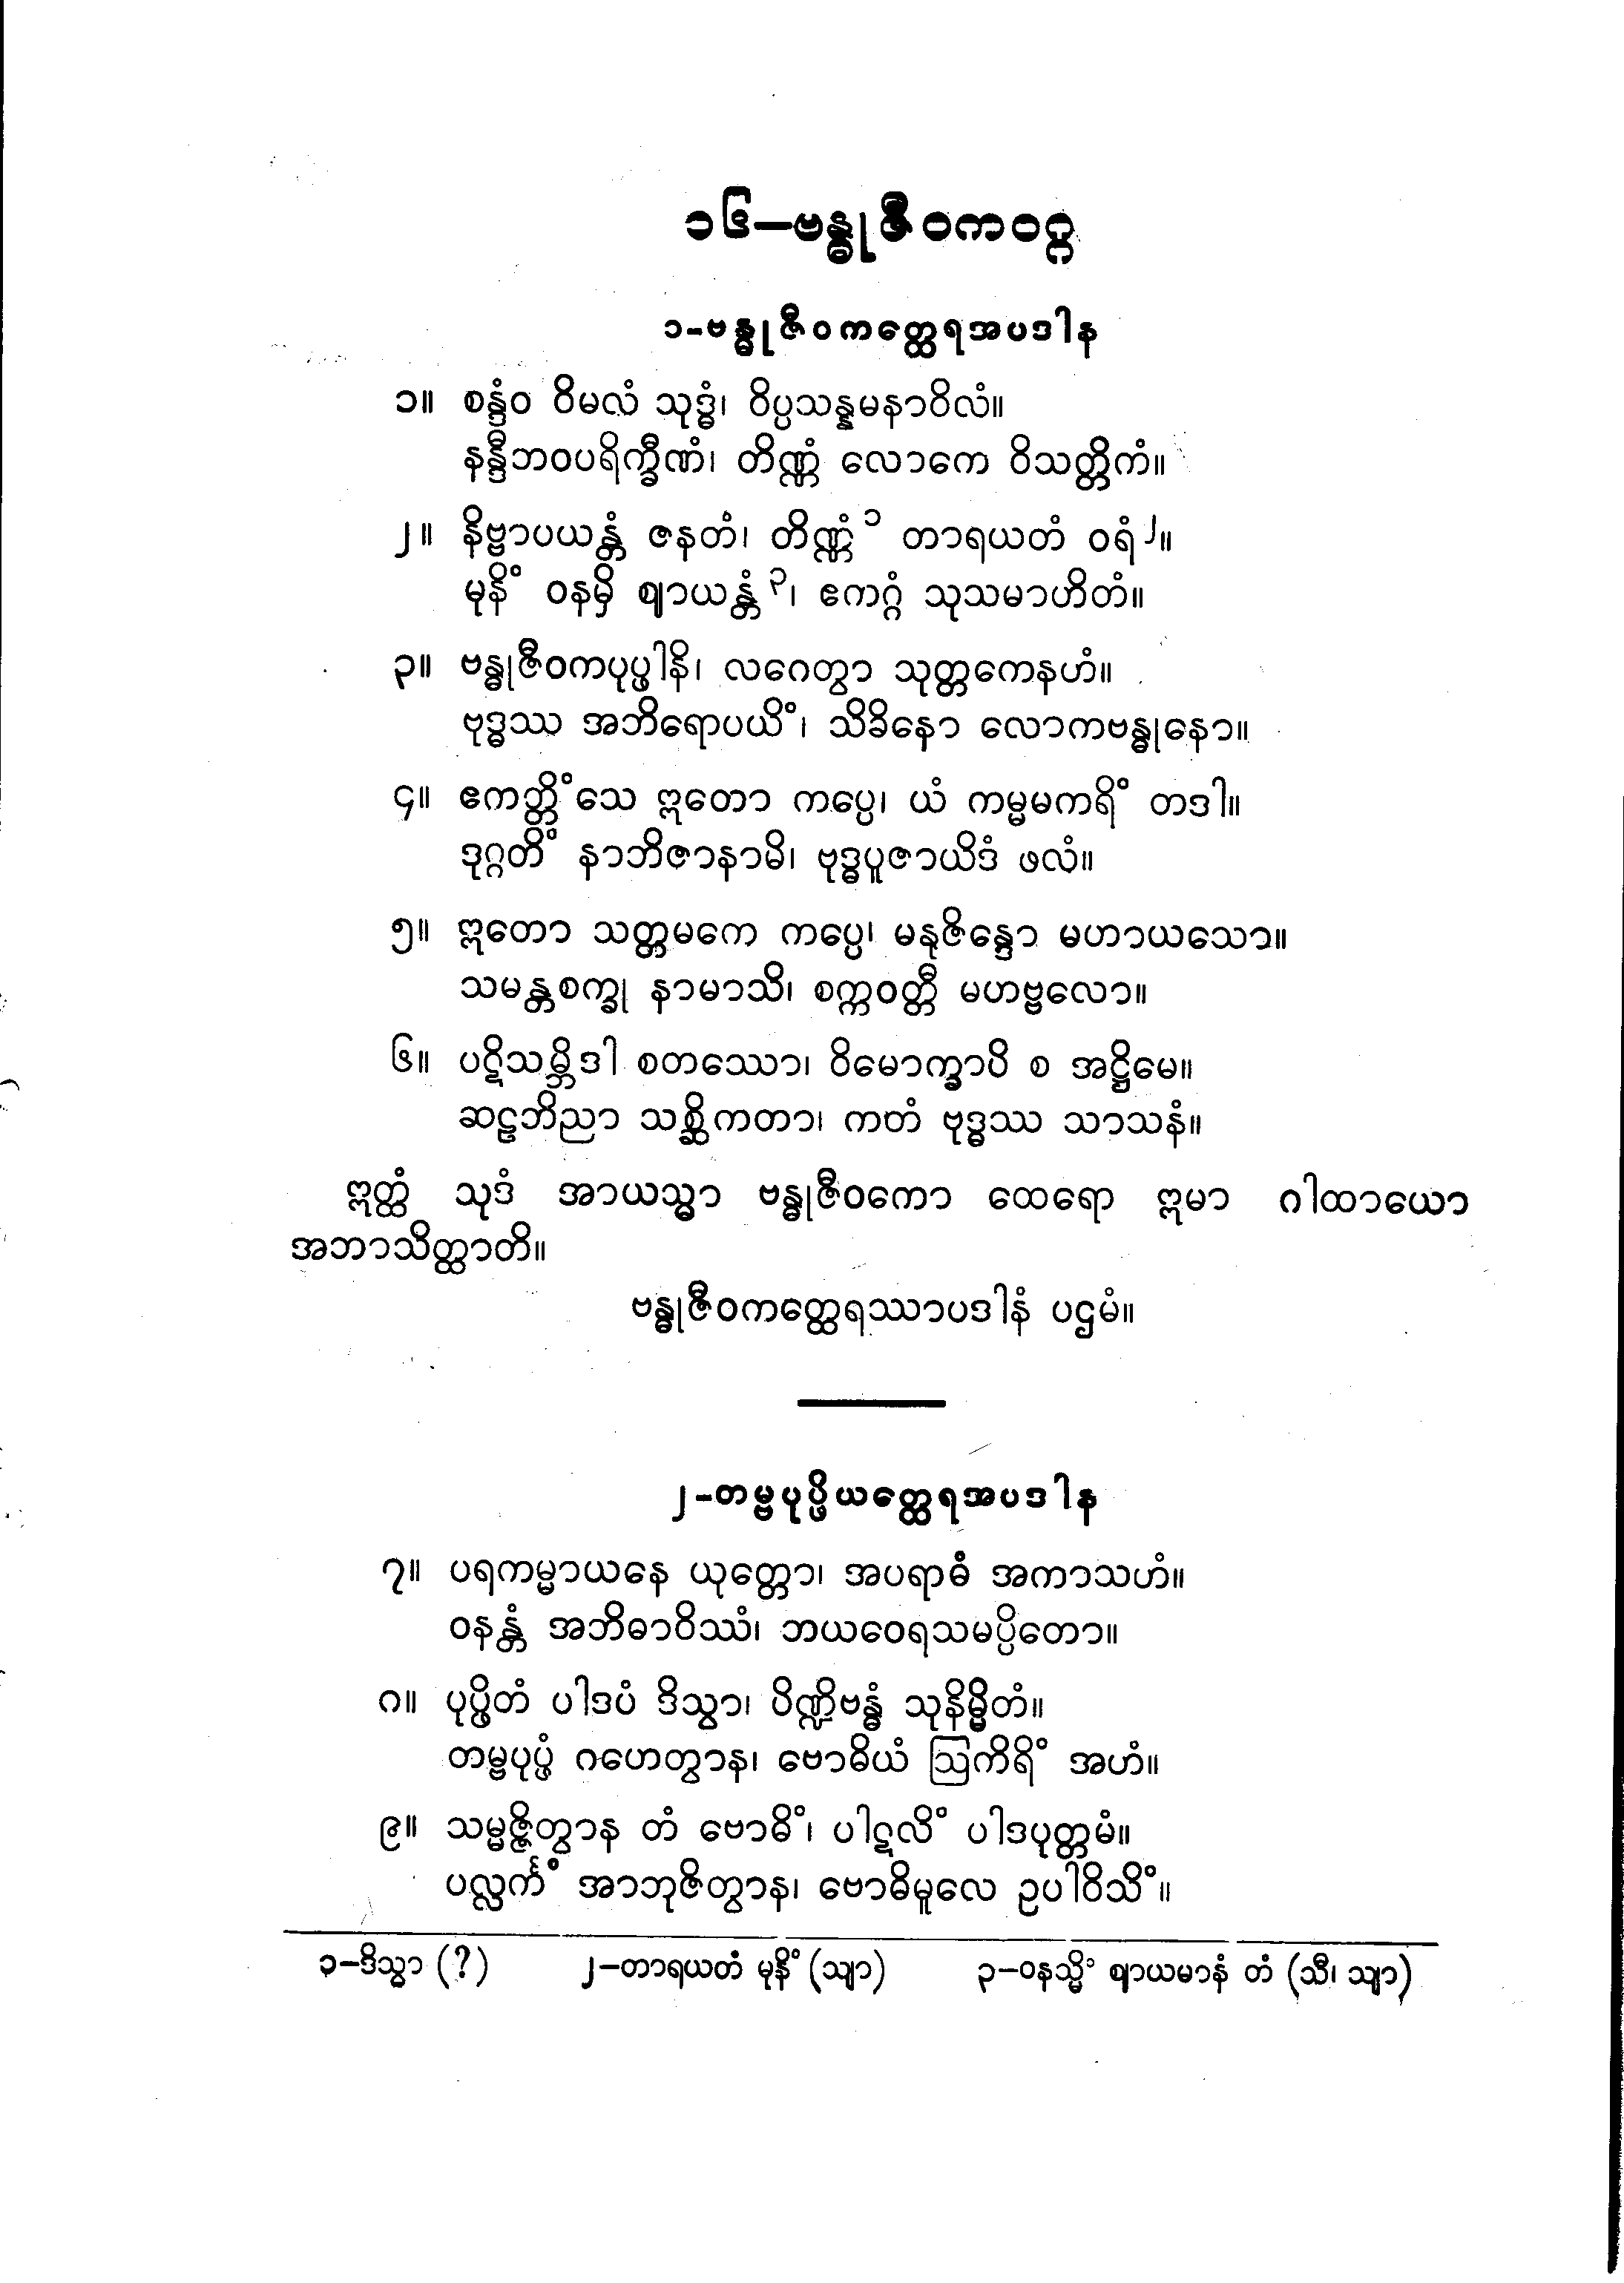 ၁၆−ဗန္ဓုဇီဝကဝဂ္ဂ
၁-ဗန္ဓုဇီဝကတ္ထေရအပဒါန
၁။ စန္ဒံဝ ဝိမလံ သုဒ္ဓံ၊ ဝိပ္ပသန္နမနာဝိလံ။
နန္ဒီဘဝပရိက္ခီဏံ၊ တိဏ္ဏံ လောကေ ဝိသတ္တိကံ။
၂။ နိဗ္ဗာပယန္တံ ဇနတံ၊ တိဏ္ဏံ ၁ တာရယတံ ဝရံ ၂။
မုနိံ ဝနမှိ ဈာယန္တံ ၃၊ ဧကဂ္ဂံ သုသမာဟိတံ။
၃။ ဗန္ဓုဇီဝကပုပ္ဖါနိ၊ လဂေတွာ သုတ္တကေနဟံ။
ဗုဒ္ဓဿ အဘိရောပယိံ၊ သိခိနော လောကဗန္ဓုနော။
၄။ ဧကတ္တိံသေ ဣတော ကပ္ပေ၊ ယံ ကမ္မမကရိံ တဒါ။
ဒုဂ္ဂတိံ နာဘိဇာနာမိ၊ ဗုဒ္ဓပူဇာယိဒံ ဖလံ။
၅။ ဣတော သတ္တမကေ ကပ္ပေ၊ မနုဇိန္ဒော မဟာယသော။
သမန္တစက္ခု နာမာသိ၊ စက္ကဝတ္တီ မဟဗ္ဗလော။
၆။ ပဋိသမ္ဘိဒါ စတဿော၊ ဝိမောက္ခာပိ စ အဋ္ဌိမေ။
ဆဠဘိညာ သစ္ဆိကတာ၊ ကတံ ဗုဒ္ဓဿ သာသနံ။
ဣတ္ထံ သုဒံ အာယသ္မာ ဗန္ဓုဇီဝကော ထေရော ဣမာ ဂါထာယော
အဘာသိတ္ထာတိ။
ဗန္ဓုဇီဝကတ္ထေရဿာပဒါနံ ပဌမံ။
၂-တမ္ဗပုပ္ဖိယတ္ထေရအပဒါန
၇။ ပရကမ္မာယနေ ယုတ္တော၊ အပရာဓံ အကာသဟံ။
ဝနန္တံ အဘိဓာဝိဿံ၊ ဘယဝေရသမပ္ပိတော။
၈။ ပုပ္ဖိတံ ပါဒပံ ဒိသွာ၊ ပိဏ္ဍိဗန္ဓံ သုနိမ္မိတံ။
တမ္ဗပုပ္ဖံ ဂဟေတွာန၊ ဗောဓိယံ ဩကိရိံ အဟံ။
၉။ သမ္မဇ္ဇိတွာန တံ ဗောဓိံ၊ ပါဋလိံ ပါဒပုတ္တမံ။
ပလ္လင်္ကံ အာဘုဇိတွာန၊ ဗောဓိမူလေ ဥပါဝိသိံ။
၁−ဒိသွာ (?) ၂−တာရယတံ မုနိံ (သျာ) ၃−ဝနသ္မိံ ဈာယမာနံ တံ (သီ၊ သျာ)